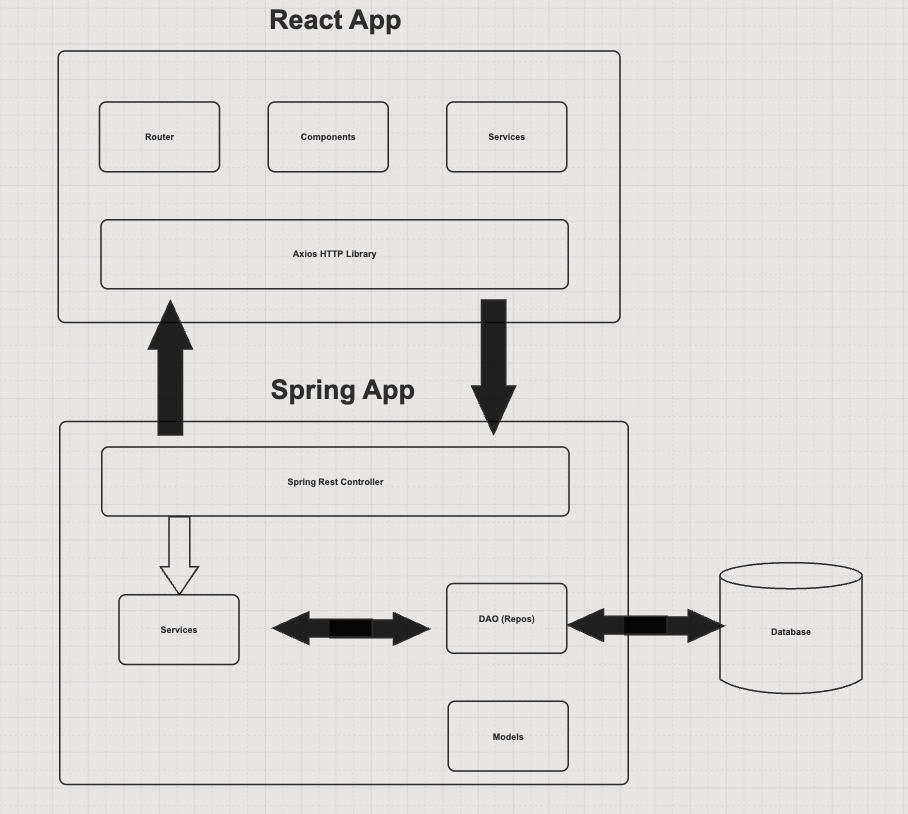 React App
Router
Components
Services
Axios HTTP Library
Spring App
Spring Rest Controller
Services
DAO (Repos)
Database
Models